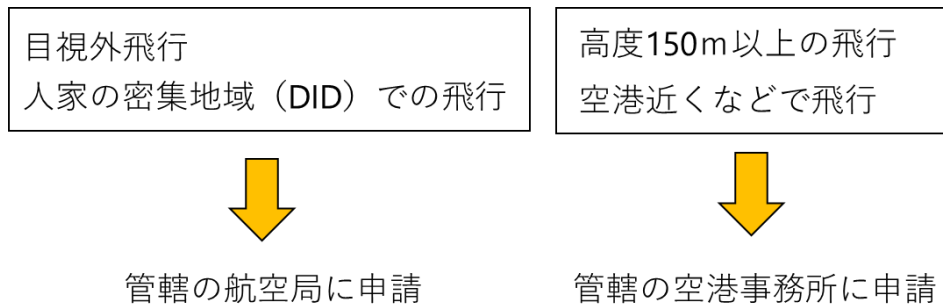 目視外飛行
人家の密集地域（DID）での飛行
管轄の航空局に申請
高度150ｍ以上の飛行
空港近くなどで飛行
管轄の空港事務所に申請